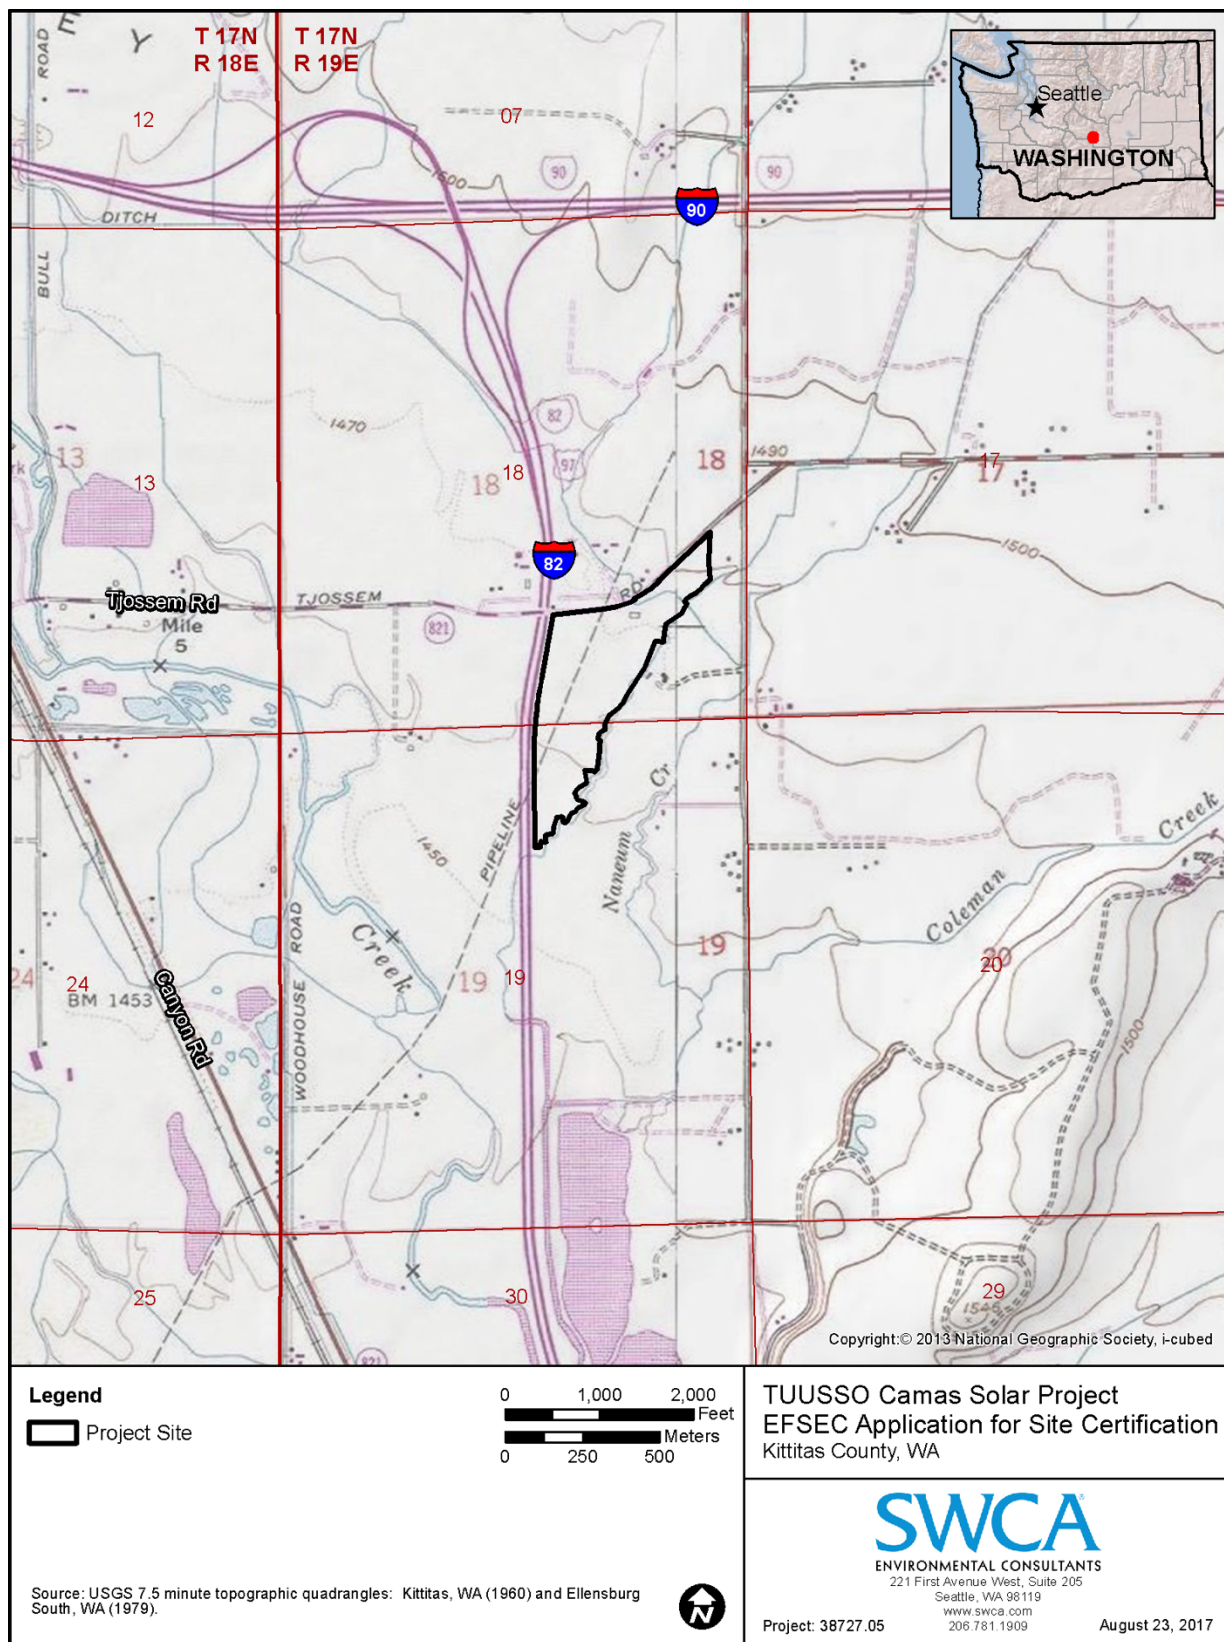 E
Y
ROAD
T 17N
R 18E
T 17N
R 19E
Seattle
WASHINGTON
12
07
90
90
1500
90
DITCH
BULL
82
1470
97
13
13
18
18
18
1490
17
17
1500
82
Tjossem Rd
TJOSSEM
RD
Mile
5
821
PIPELINE
1450
Naneum
Cr
Creek
Coleman
Creek
24
24
BM 1453
Canyon Rd
WOODHOUSE ROAD
19
19
19
20
20
1500
25
30
29
1546
821
Copyright:© 2013 National Geographic Society, i-cubed
Legend
Project Site
0 1,000 2,000
Feet
Meters
0 250 500
TUUSSO Camas Solar Project
EFSEC Application for Site Certification
Kittitas County, WA
SWCA
ENVIRONMENTAL CONSULTANTS
221 First Avenue West, Suite 205
Seattle, WA 98119
www.swca.com
206.781.1909
Source: USGS 7.5 minute topographic quadrangles: Kittitas, WA (1960) and Ellensburg
South, WA (1979).
N
Project: 38727.05
August 23, 2017